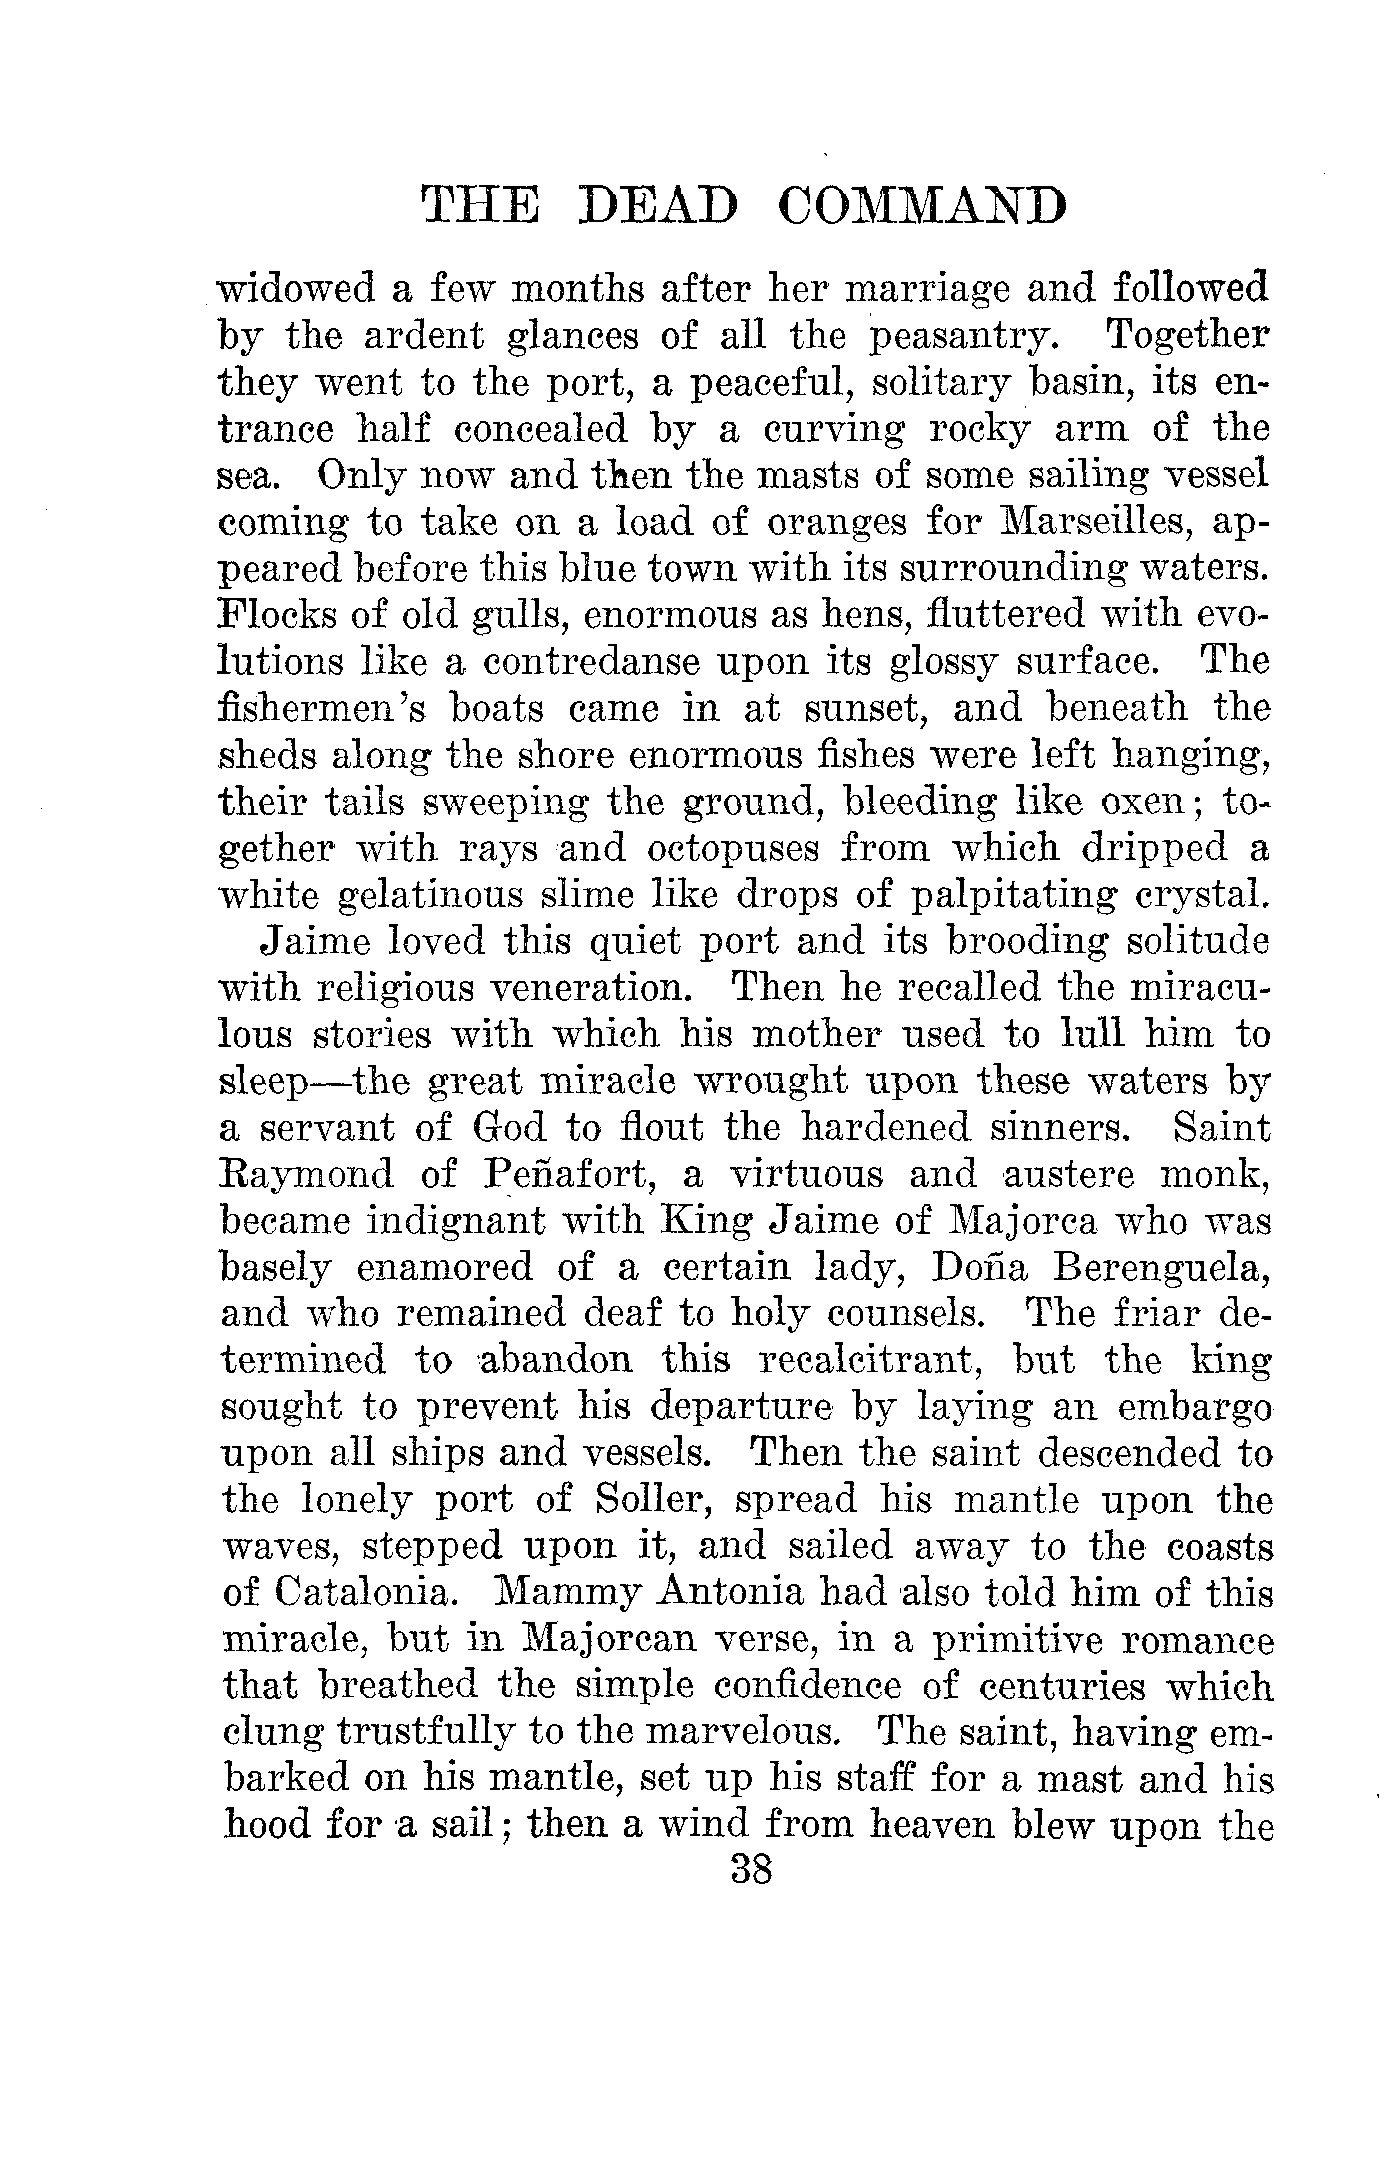 THE DEAD COMMAND
widowed a few months after her marriage and followed
by the ardent glances of all the peasantry. Together
they went to the port, a peaceful, solitary basin, its en-
trance half concealed by a curving rocky arm of the
sea. Only now and then the masts of some sailing vessel
coming to take on a load of oranges for Marseilles, ap-
peared before this blue town with its surrounding waters.
Flocks of old gulls, enormous as hens, fluttered with evo-
lutions like a contredanse upon its glossy surface. The
fishermen's boats came in at sunset, and beneath the
sheds along the shore enormous fishes were left hanging,
their tails sweeping the ground, bleeding like oxen; to-
gether with rays and octopuses from which dripped a
white gelatinous slime like drops of palpitating crystal.
Jaime loved this quiet port and its brooding solitude
with religious veneration. Then he recalled the miracu-
lous stories with which his mother used to lull him to
sleep—the great miracle wrought upon these waters by
a servant of God to flout the hardened sinners. Saint
Raymond of Peñafort, a virtuous and austere monk,
became indignant with King Jaime of Majorca who was
basely enamored of a certain lady, Doña Berenguela,
and who remained deaf to holy counsels. The friar de-
termined to abandon this recalcitrant, but the king
sought to prevent his departure by laying an embargo
upon all ships and vessels. Then the saint descended to
the lonely port of Soller, spread his mantle upon the
waves, stepped upon it, and sailed away to the coasts
of Catalonia. Mammy Antonia had also told him of this
miracle, but in Majorcan verse, in a primitive romance
that breathed the simple confidence of centuries which
clung trustfully to the marvelous. The saint, having em-
barked on his mantle, set up his staff for a mast and his
hood for a sail; then a wind from heaven blew upon the
38